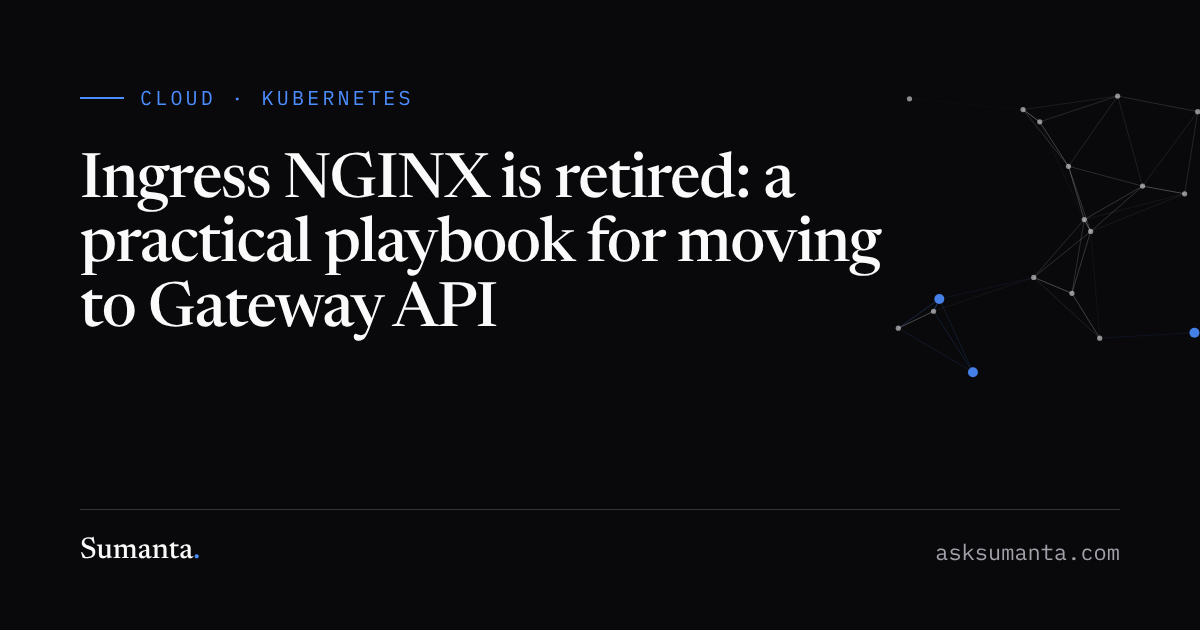 CLOUD · KUBERNETES
Ingress NGINX is retired: a
practical playbook for moving
to Gateway API
Sumanta.
asksumanta.com